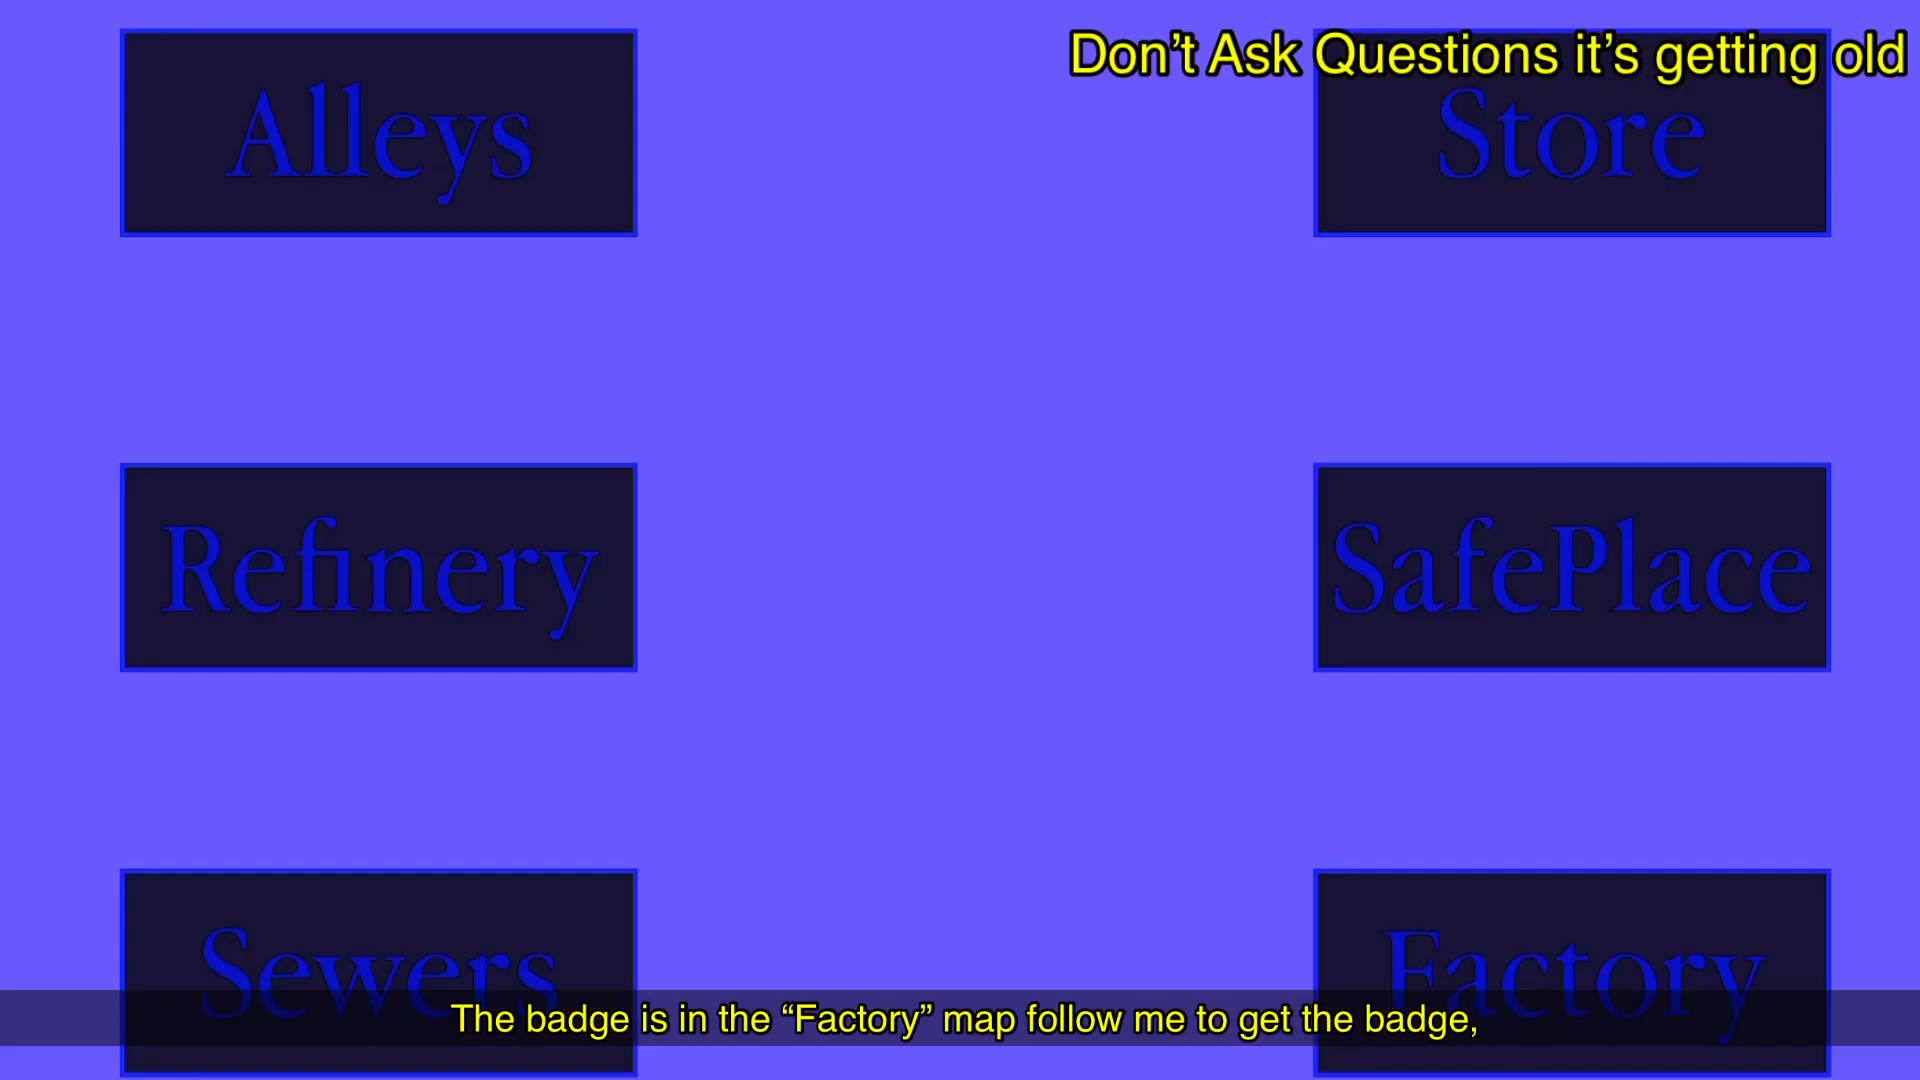 Don't Ask Questions it's getting old
Alleys
Store
Refinery
SafePlace
Sewers
Factory
The badge is in the “Factory” map follow me to get the badge,